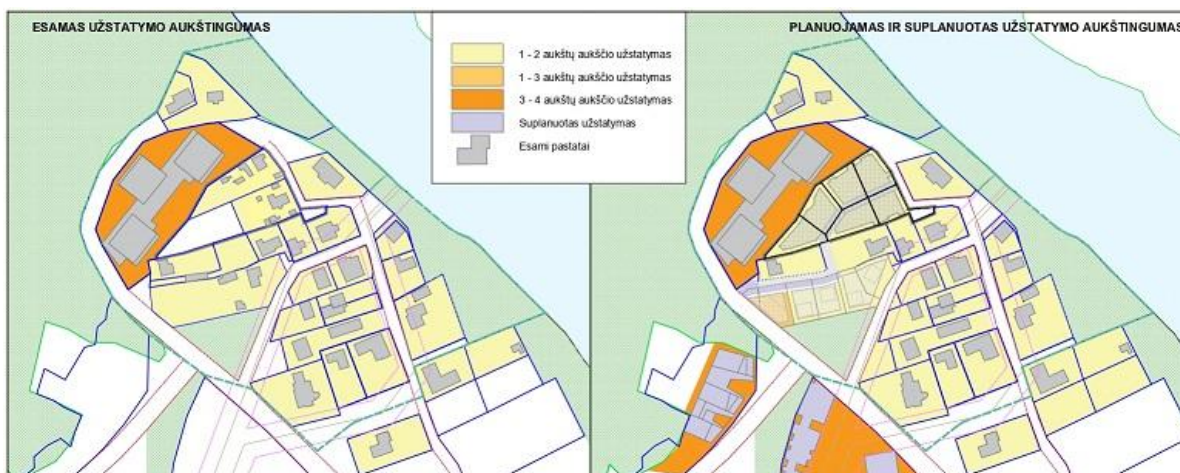 ESAMAS UŽSTATYMO AUKŠTINGUMAS
PLANUOJAMAS IR SUPLANUOTAS UŽSTATYMO AUKŠTINGUMAS
1 - 2 aukštų aukščio užstatymas
1 - 3 aukštų aukščio užstatymas
3 - 4 aukštų aukščio užstatymas
Suplanuotas užstatymas
Esami pastatai